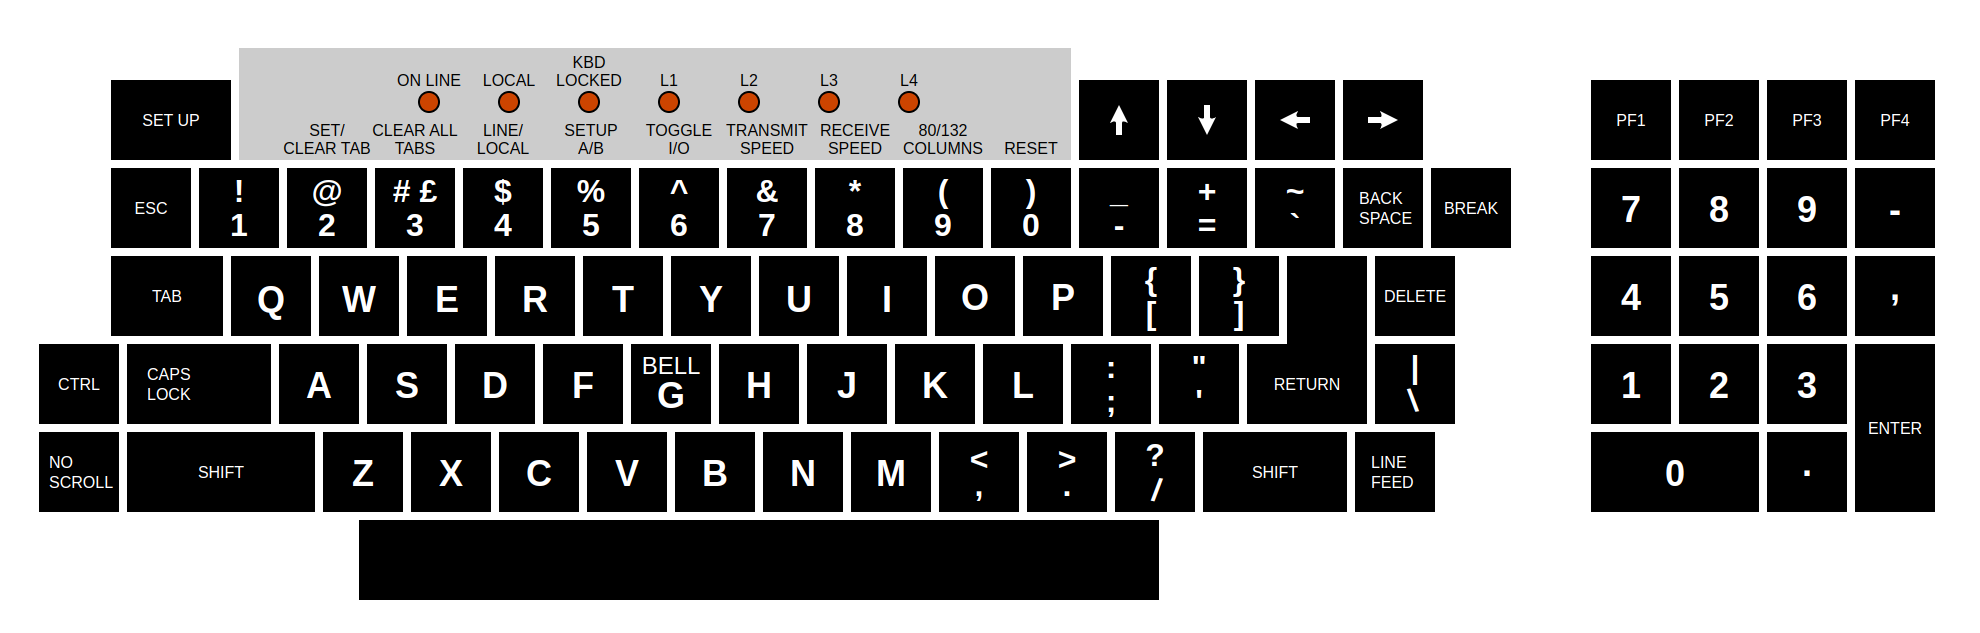 KBD
ON LINE LOCAL LOCKED L1 L2 L3 L4
SET UP
SET/ CLEAR ALL LINE/ SETUP TOGGLE TRANSMIT RECEIVE 80/132
CLEAR TAB TABS LOCAL A/B I/O SPEED SPEED COLUMNS RESET
PF1 PF2 PF3 PF4
ESC
! @ # £ $ % ^ & * ( ) _ + ~
1 2 3 4 5 6 7 8 9 0 - = `
BACK
SPACE
BREAK
7 8 9 -
TAB Q W E R T Y U I O P
{ }
[ ]
DELETE
4 5 6 ,
CTRL
CAPS
LOCK
A S D F
BELL
G
H J K L
: "
; '
RETURN
|
\
1 2 3
ENTER
NO
SCROLL
SHIFT
Z X C V B N M
< > ?
, . /
SHIFT
LINE
FEED
0 .